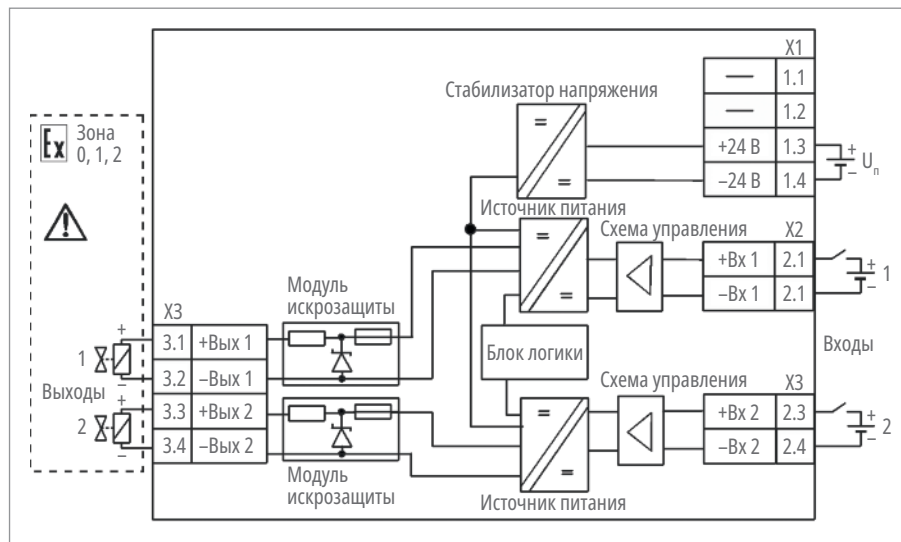 X1
1.1
1.2
Стабилизатор напряжения
+24 В 1.3
–24 В 1.4
+
–
Uп
Ex Зона
0, 1, 2
Источник питания
Схема управления
X2
+Вх 1 2.1
–Вх 1 2.1
+
–
1
Модуль
искрозащиты
X3
3.1 +Вых 1
3.2 –Вых 1
3.3 +Вых 2
3.4 –Вых 2
+
1
–
Выходы
+
2
–
Блок логики
Входы
Схема управления
X3
+Вх 2 2.3
–Вх 2 2.4
+
–
2
Модуль
искрозащиты
Источник питания